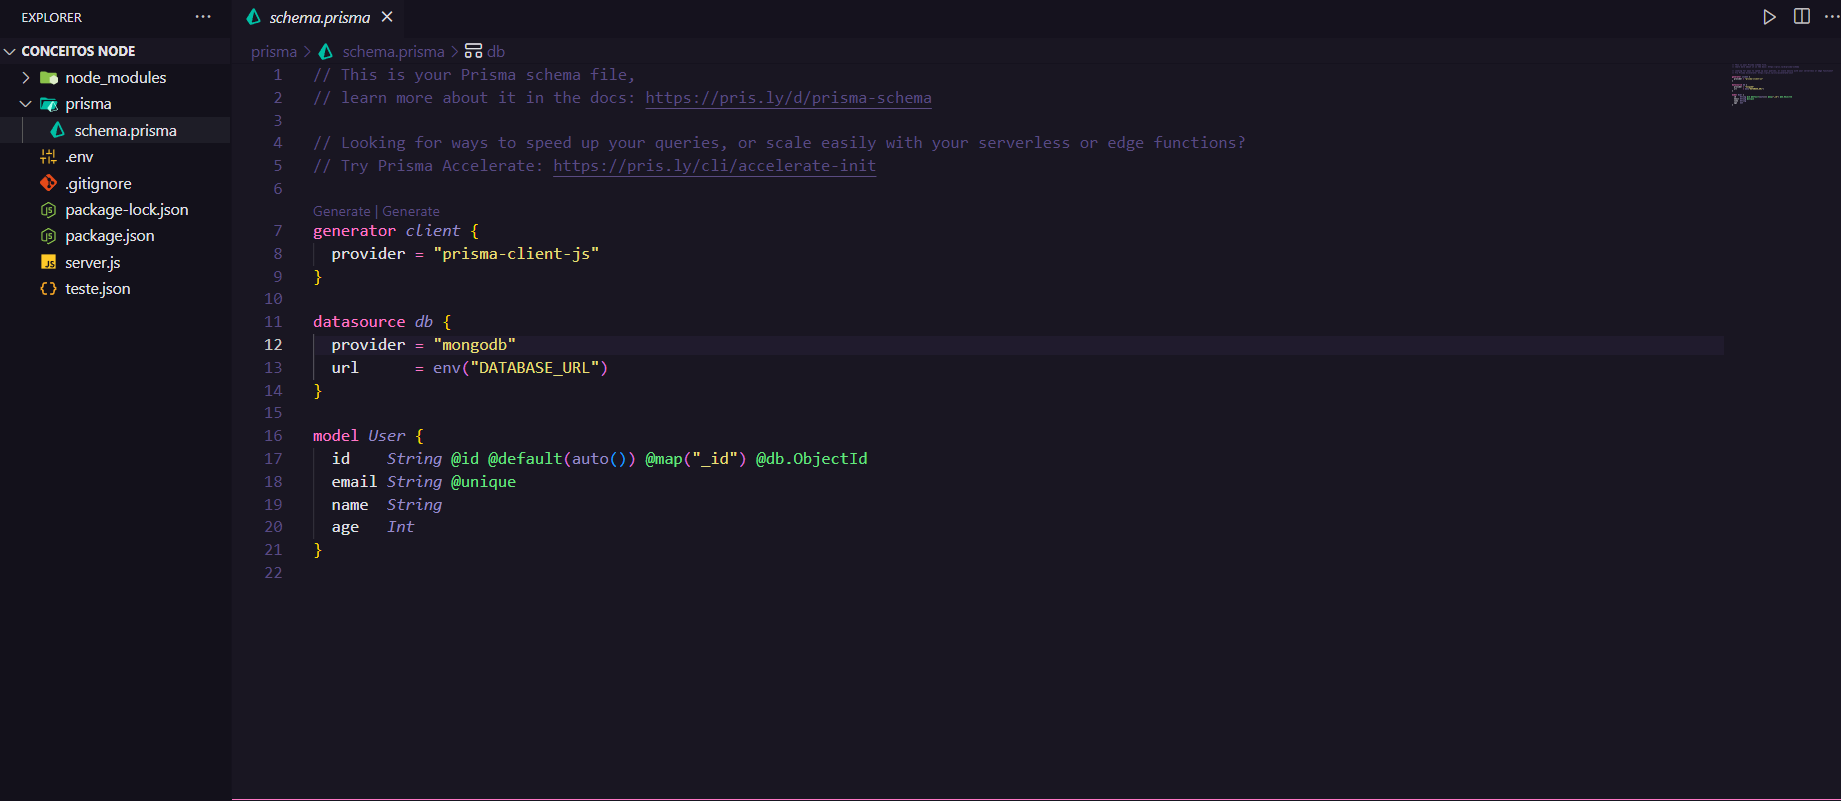 EXPLORER
CONCEITOS NODE
node_modules
prisma
schema.prisma
.env
.gitignore
package-lock.json
package.json
server.js
teste.json
schema.prisma
prisma > schema.prisma > db
1 // This is your Prisma schema file,
2 // learn more about it in the docs: https://pris.ly/d/prisma-schema
3
4 // Looking for ways to speed up your queries, or scale easily with your serverless or edge functions?
5 // Try Prisma Accelerate: https://pris.ly/cli/accelerate-init
6
Generate | Generate
7 generator client {
8   provider = "prisma-client-js"
9 }
10
11 datasource db {
12   provider = "mongodb"
13   url      = env("DATABASE_URL")
14 }
15
16 model User {
17   id    String @id @default(auto()) @map("_id") @db.ObjectId
18   email String @unique
19   name  String
20   age   Int
21 }
22